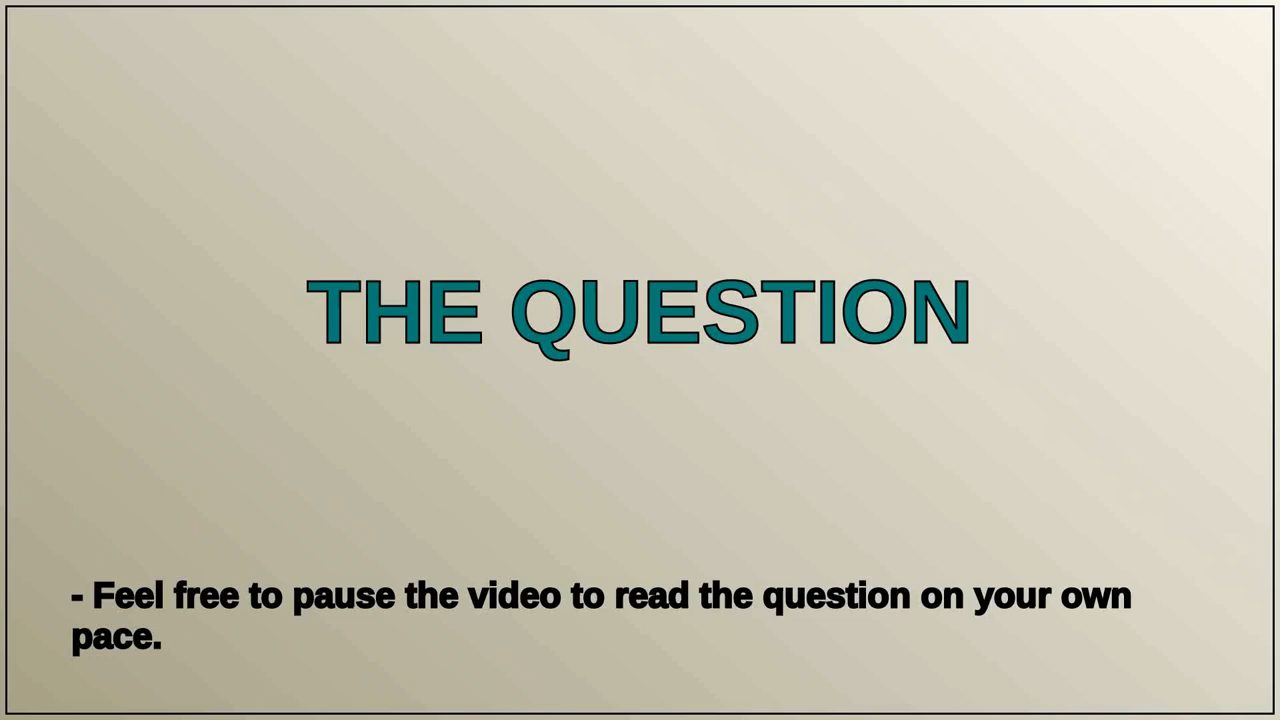 THE QUESTION
- Feel free to pause the video to read the question on your own
pace.